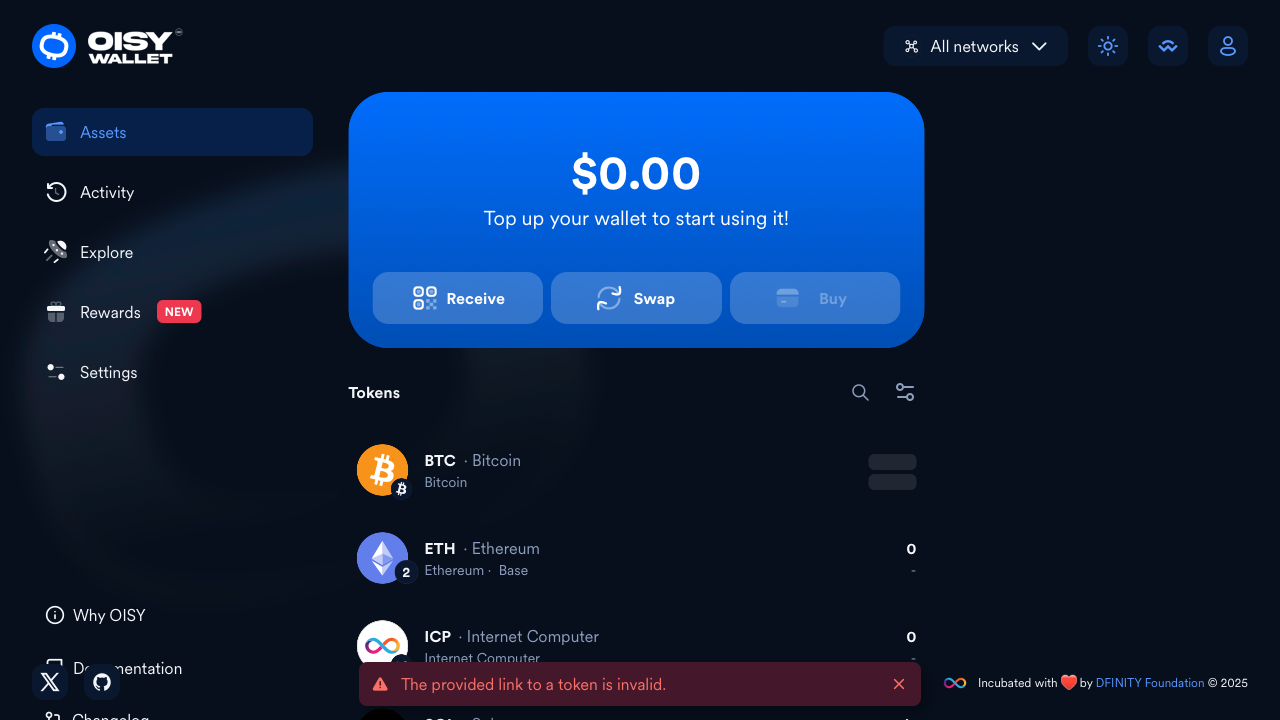 OISY
WALLET
All networks
Assets
Activity
Explore
Rewards NEW
Settings
Why OISY
Documentation
Changelog
$0.00
Top up your wallet to start using it!
Receive
Swap
Buy
Tokens
BTC · Bitcoin
Bitcoin
ETH · Ethereum
0
2
Ethereum · Base
-
ICP · Internet Computer
0
Internet Computer
-
The provided link to a token is invalid.
Incubated with ❤️ by DFINITY Foundation © 2025